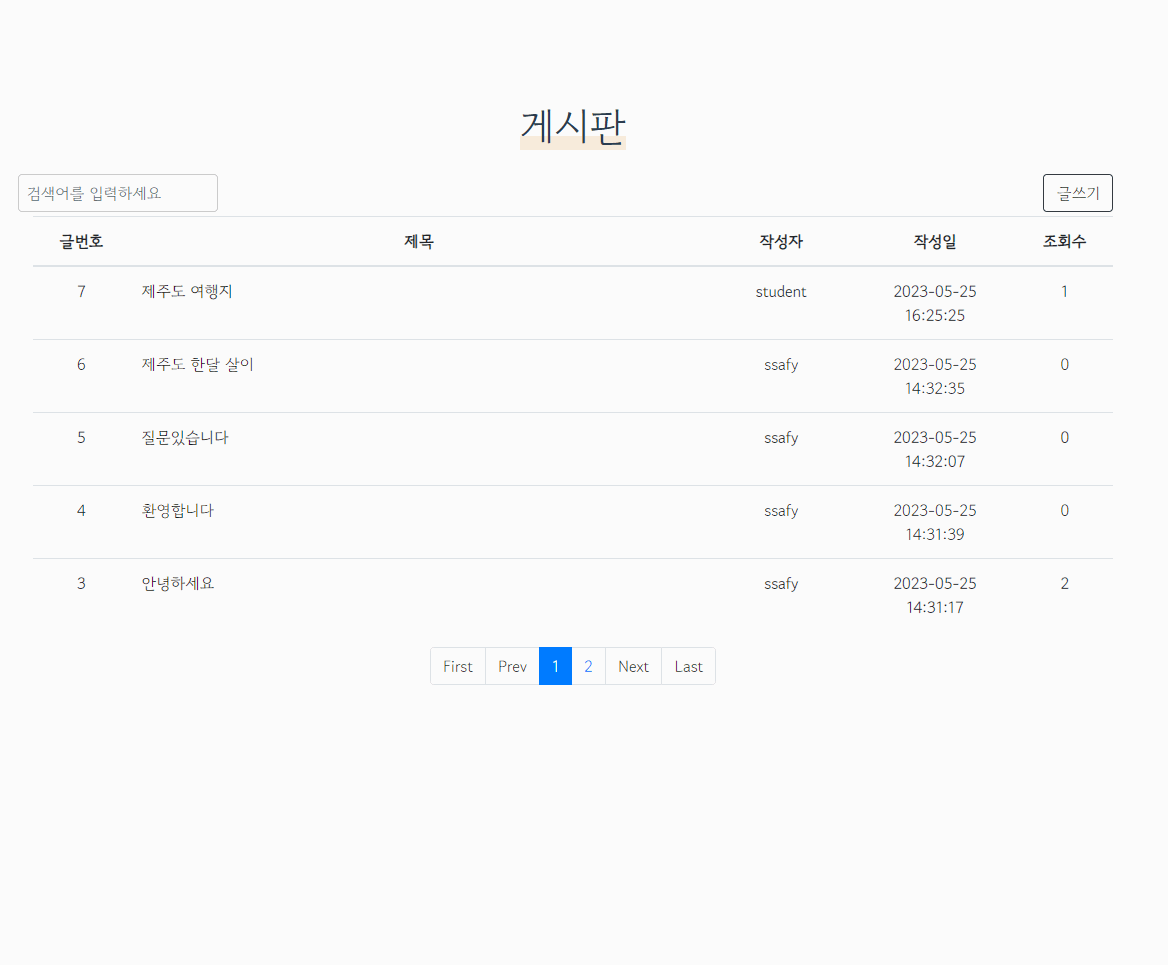 게시판
검색어를 입력하세요 글쓰기
글번호 제목 작성자 작성일 조회수
7 제주도 여행지 student 2023-05-25 1
16:25:25
6 제주도 한달 살이 ssafy 2023-05-25 0
14:32:35
5 질문있습니다 ssafy 2023-05-25 0
14:32:07
4 환영합니다 ssafy 2023-05-25 0
14:31:39
3 안녕하세요 ssafy 2023-05-25 2
14:31:17
First Prev 1 2 Next Last